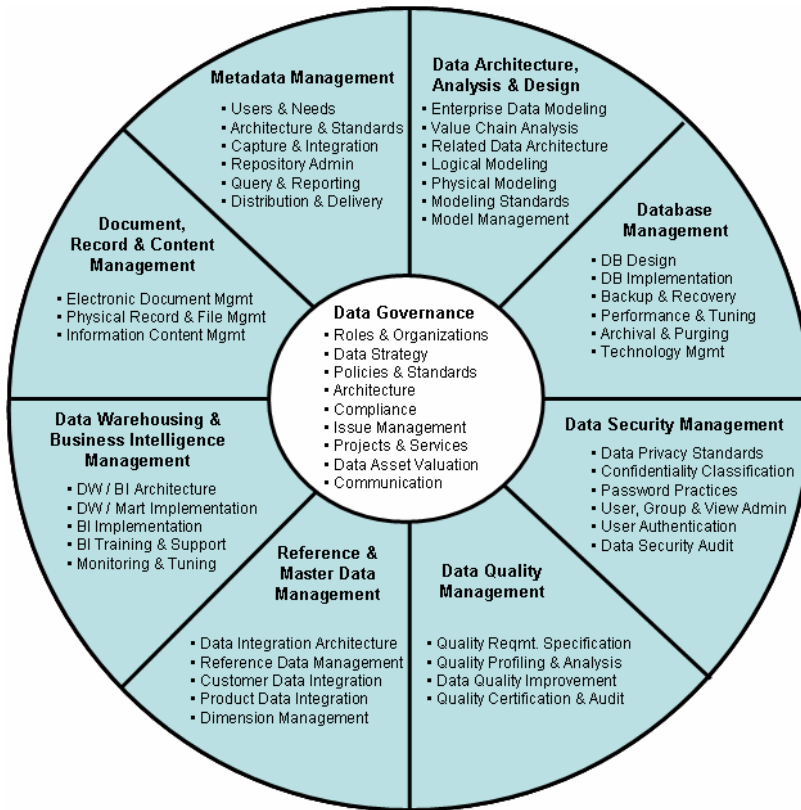 Metadata Management
▪ Users & Needs
▪ Architecture & Standards
▪ Capture & Integration
▪ Repository Admin
▪ Query & Reporting
▪ Distribution & Delivery
Data Architecture,
Analysis & Design
▪ Enterprise Data Modeling
▪ Value Chain Analysis
▪ Related Data Architecture
▪ Logical Modeling
▪ Physical Modeling
▪ Modeling Standards
▪ Model Management
Database
Management
▪ DB Design
▪ DB Implementation
▪ Backup & Recovery
▪ Performance & Tuning
▪ Archival & Purging
▪ Technology Mgmt
Document,
Record & Content
Management
▪ Electronic Document Mgmt
▪ Physical Record & File Mgmt
▪ Information Content Mgmt
Data Governance
▪ Roles & Organizations
▪ Data Strategy
▪ Policies & Standards
▪ Architecture
▪ Compliance
▪ Issue Management
▪ Projects & Services
▪ Data Asset Valuation
▪ Communication
Data Warehousing &
Business Intelligence
Management
▪ DW / BI Architecture
▪ DW / Mart Implementation
▪ BI Implementation
▪ BI Training & Support
▪ Monitoring & Tuning
Data Security Management
▪ Data Privacy Standards
▪ Confidentiality Classification
▪ Password Practices
▪ User, Group & View Admin
▪ User Authentication
▪ Data Security Audit
Reference &
Master Data
Management
▪ Data Integration Architecture
▪ Reference Data Management
▪ Customer Data Integration
▪ Product Data Integration
▪ Dimension Management
Data Quality
Management
▪ Quality Reqmt. Specification
▪ Quality Profiling & Analysis
▪ Data Quality Improvement
▪ Quality Certification & Audit